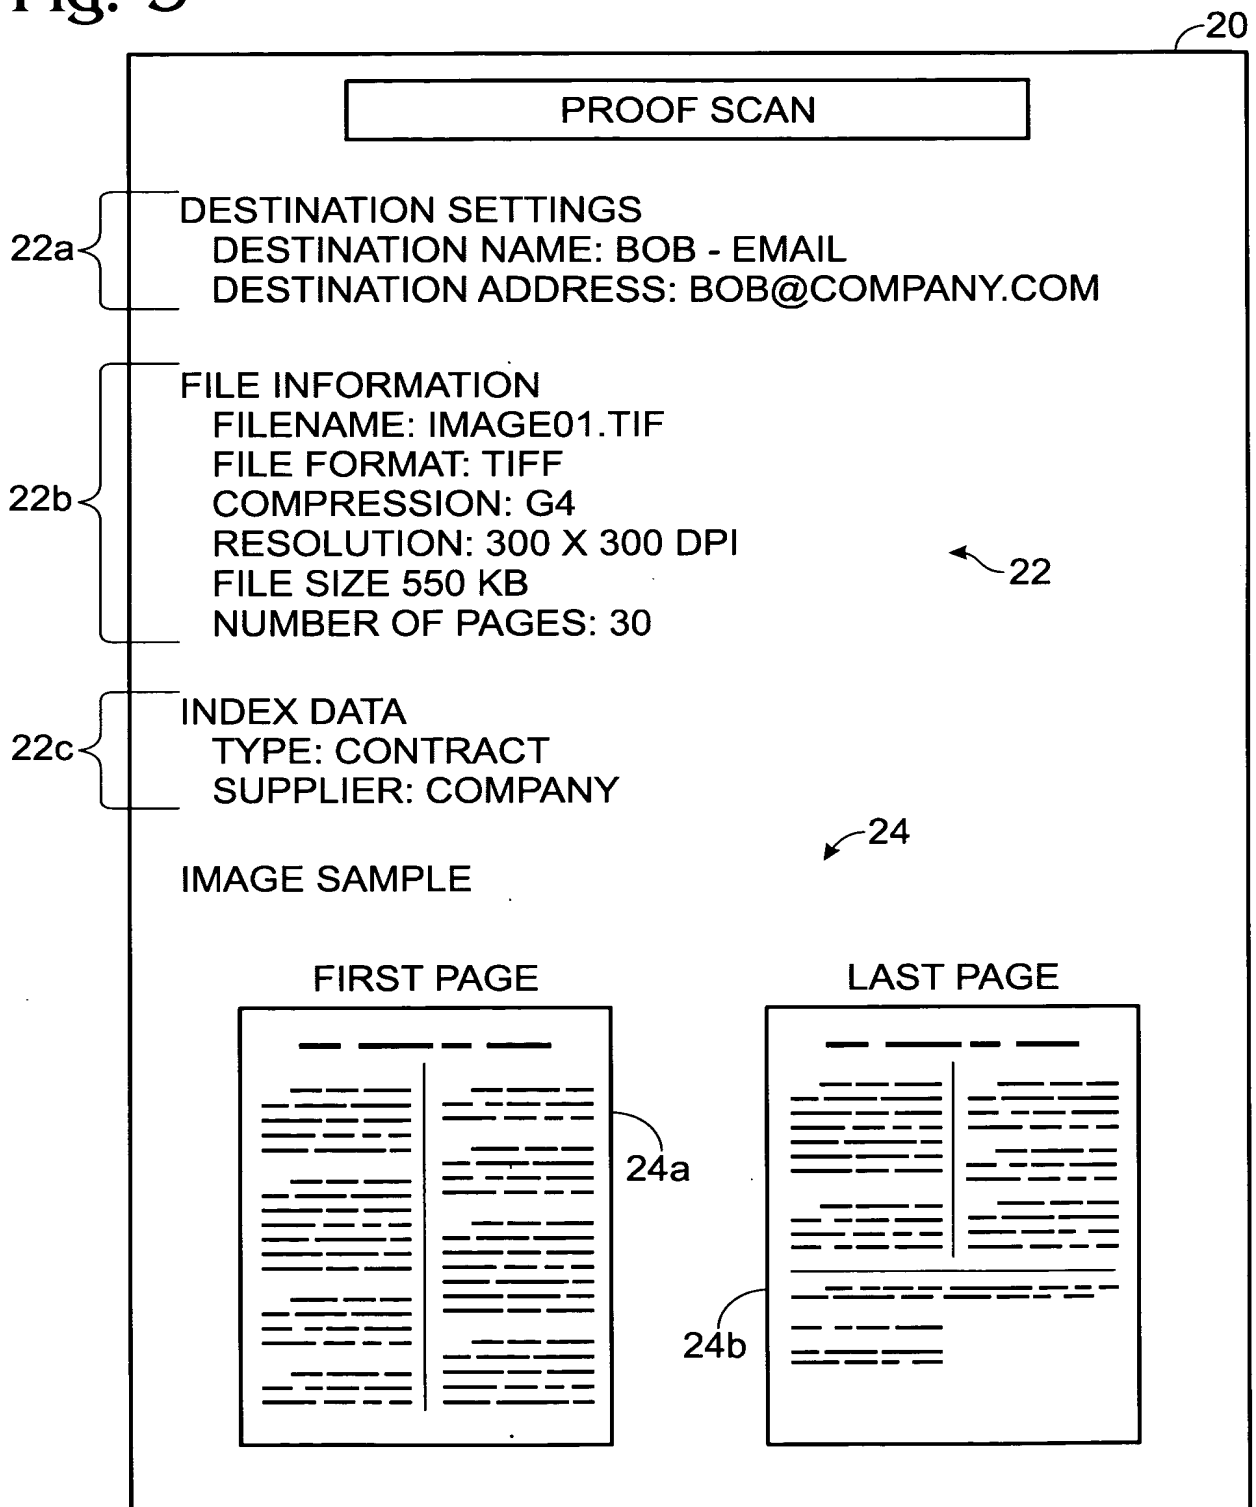 Fig. 3
20
PROOF SCAN
22a
DESTINATION SETTINGS
DESTINATION NAME: BOB - EMAIL
DESTINATION ADDRESS: BOB@COMPANY.COM
22b
FILE INFORMATION
FILENAME: IMAGE01.TIF
FILE FORMAT: TIFF
COMPRESSION: G4
RESOLUTION: 300 X 300 DPI
FILE SIZE 550 KB
NUMBER OF PAGES: 30
22
22c
INDEX DATA
TYPE: CONTRACT
SUPPLIER: COMPANY
24
IMAGE SAMPLE
FIRST PAGE
LAST PAGE
24a
24b